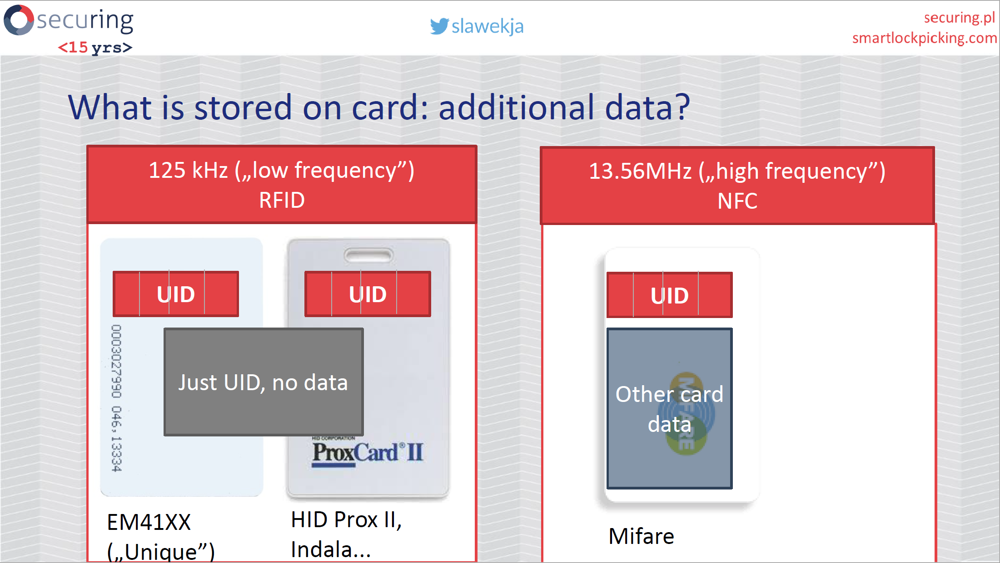 securing
<15 yrs>
slawekja
securing.pl
smartlockpicking.com
What is stored on card: additional data?
125 kHz („low frequency”)
RFID
13.56MHz („high frequency”)
NFC
UID
UID
UID
0003027990 046,13334
Just UID, no data
HID CORPORATION
ProxCard® II
Other card
data
MIFARE
EM41XX
(„Unique”)
HID Prox II,
Indala...
Mifare